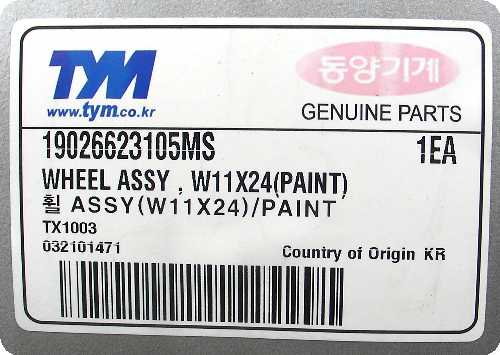 TYM
www.tym.co.kr
동양기계
GENUINE PARTS
19026623105MS 1EA
WHEEL ASSY , W11X24(PAINT)
휠 ASSY(W11X24)/PAINT
TX1003
032101471
Country of Origin KR